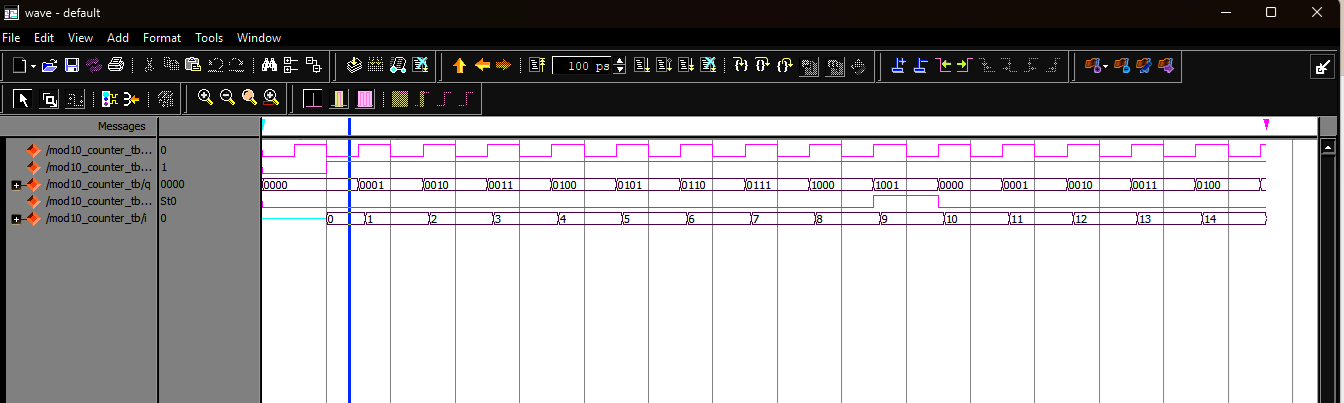 wave - default
File Edit View Add Format Tools Window
100 ps
Messages
/mod10_counter_tb... 0
/mod10_counter_tb... 1
/mod10_counter_tb/q 0000 0000 0001 0010 0011 0100 0101 0110 0111 1000 1001 0000 0001 0010 0011 0100
/mod10_counter_tb... St0
/mod10_counter_tb/i 0 0 1 2 3 4 5 6 7 8 9 10 11 12 13 14